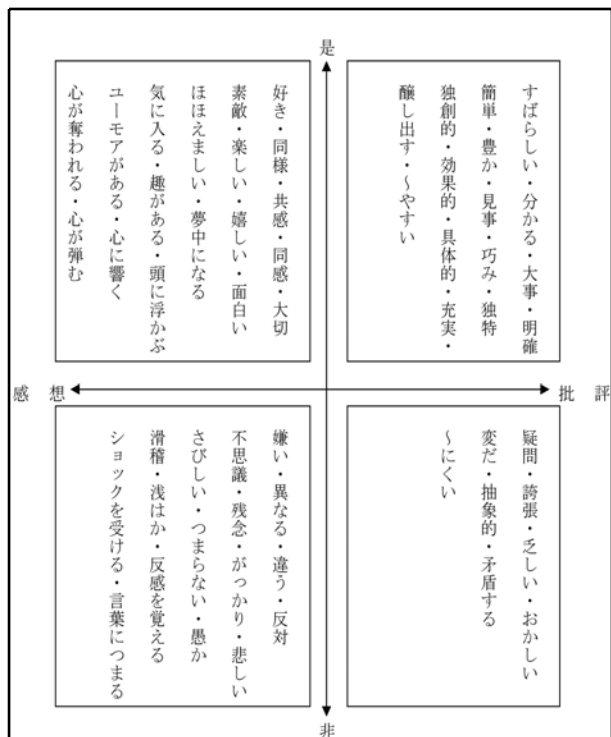 是
すばらしい・分かる・大事・明確
簡単・豊か・見事・巧み・独特
独創的・効果的・具体的・充実・
醸し出す・～やすい
好き・同様・共感・同感・大切
素敵・楽しい・嬉しい・面白い
ほほえましい・夢中になる
気に入る・趣がある・頭に浮かぶ
ユーモアがある・心に響く
心が奪われる・心が弾む
感想
批評
疑問・誇張・乏しい・おかしい
変だ・抽象的・矛盾する
～にくい
嫌い・異なる・違う・反対
不思議・残念・がっかり・悲しい
さびしい・つまらない・愚か
滑稽・浅はか・反感を覚える
ショックを受ける・言葉につまる
非